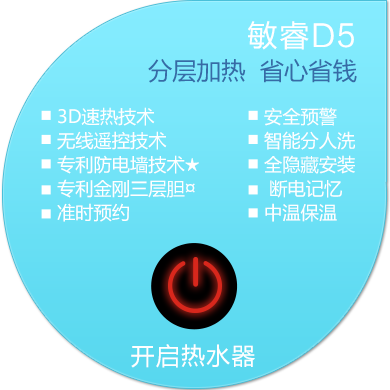 敏睿D5
分层加热 省心省钱
■ 3D速热技术
■ 无线遥控技术
■ 专利防电墙技术★
■ 专利金刚三层胆¤
■ 准时预约
■ 安全预警
■ 智能分人洗
■ 全隐藏安装
■ 断电记忆
■ 中温保温
开启热水器